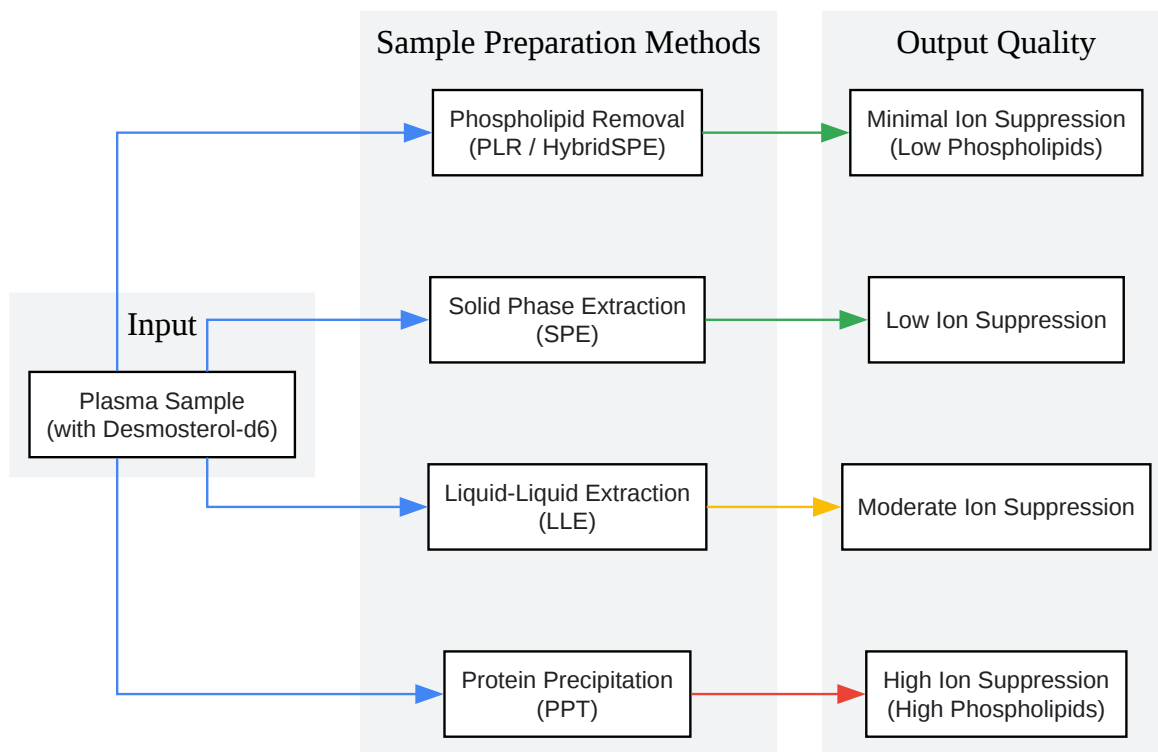 Sample Preparation Methods
Output Quality
Phospholipid Removal
(PLR / HybridSPE)
Minimal Ion Suppression
(Low Phospholipids)
Input
Solid Phase Extraction
(SPE)
Low Ion Suppression
Plasma Sample
(with Desmosterol-d6)
Liquid-Liquid Extraction
(LLE)
Moderate Ion Suppression
Protein Precipitation
(PPT)
High Ion Suppression
(High Phospholipids)